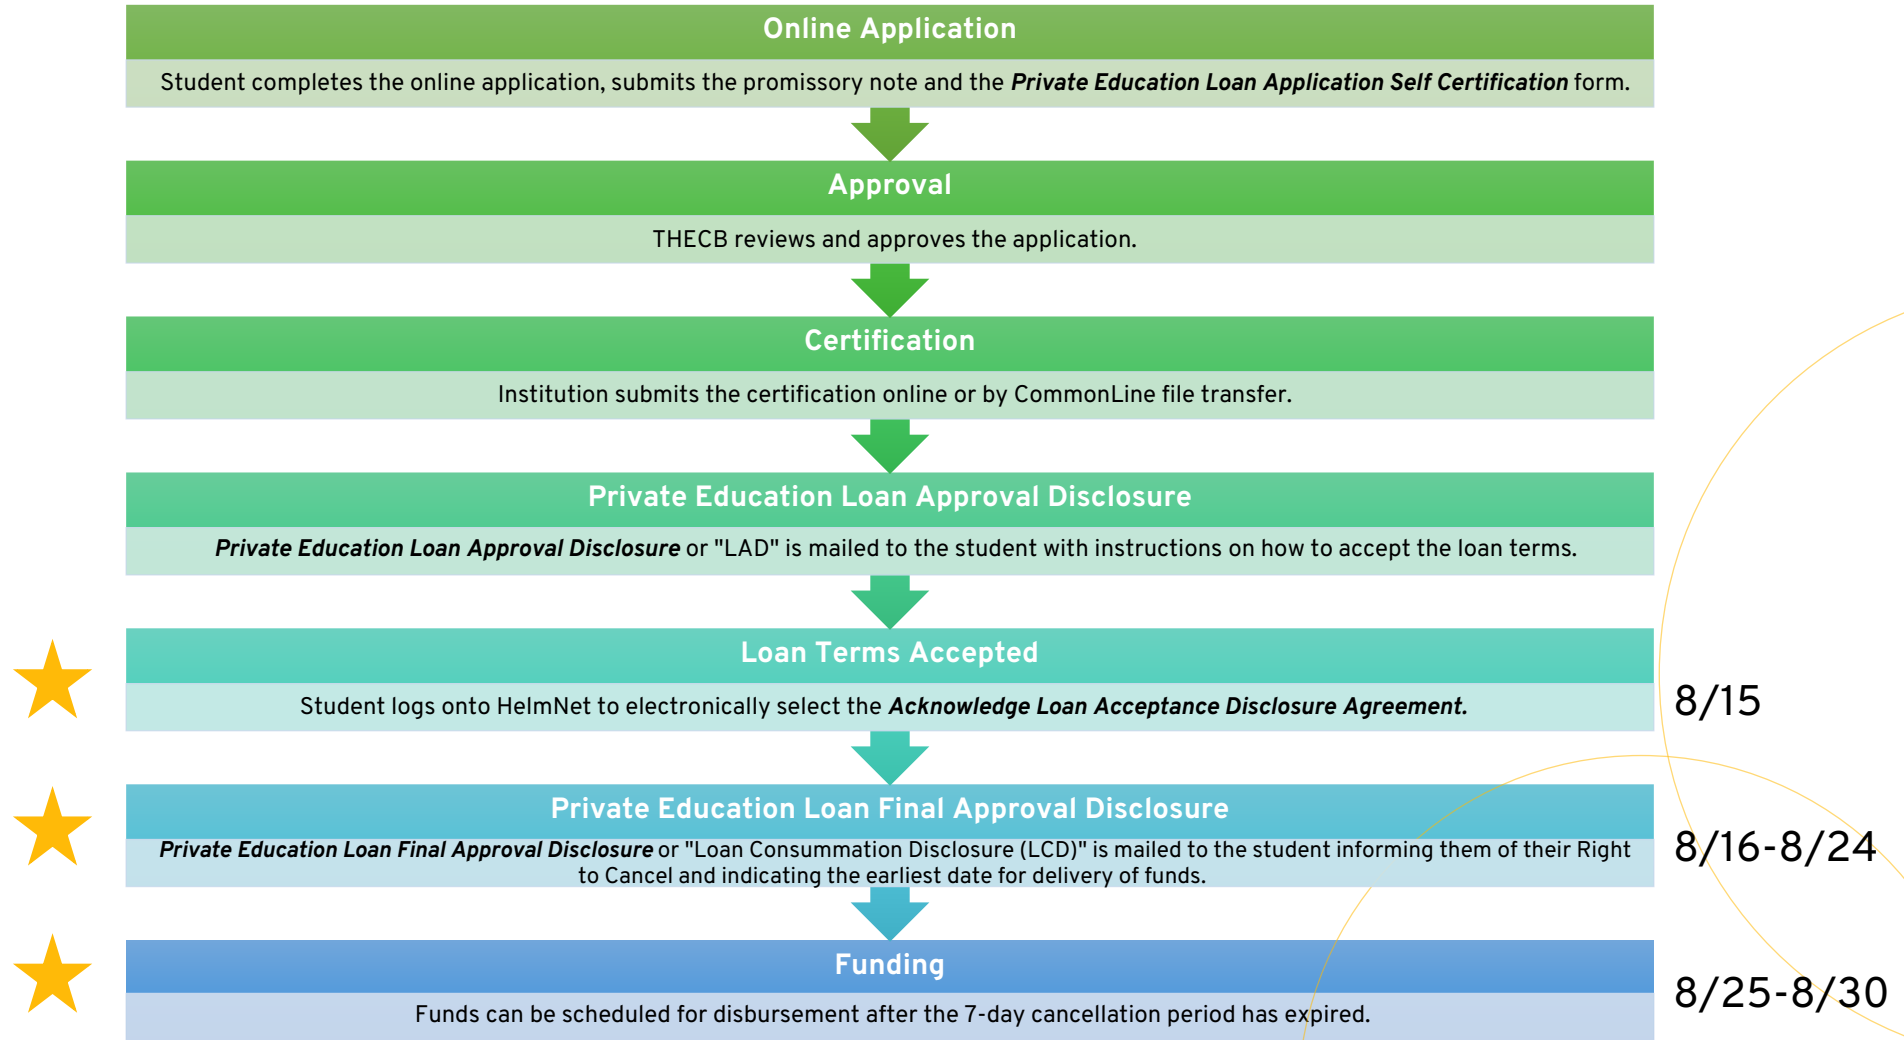 Online Application
Student completes the online application, submits the promissory note and the Private Education Loan Application Self Certification form.
Approval
THECB reviews and approves the application.
Certification
Institution submits the certification online or by CommonLine file transfer.
Private Education Loan Approval Disclosure
Private Education Loan Approval Disclosure or "LAD" is mailed to the student with instructions on how to accept the loan terms.
Loan Terms Accepted
Student logs onto HelmNet to electronically select the Acknowledge Loan Acceptance Disclosure Agreement.
8/15
Private Education Loan Final Approval Disclosure
Private Education Loan Final Approval Disclosure or "Loan Consummation Disclosure (LCD)" is mailed to the student informing them of their Right
to Cancel and indicating the earliest date for delivery of funds.
8/16-8/24
Funding
Funds can be scheduled for disbursement after the 7-day cancellation period has expired.
8/25-8/30